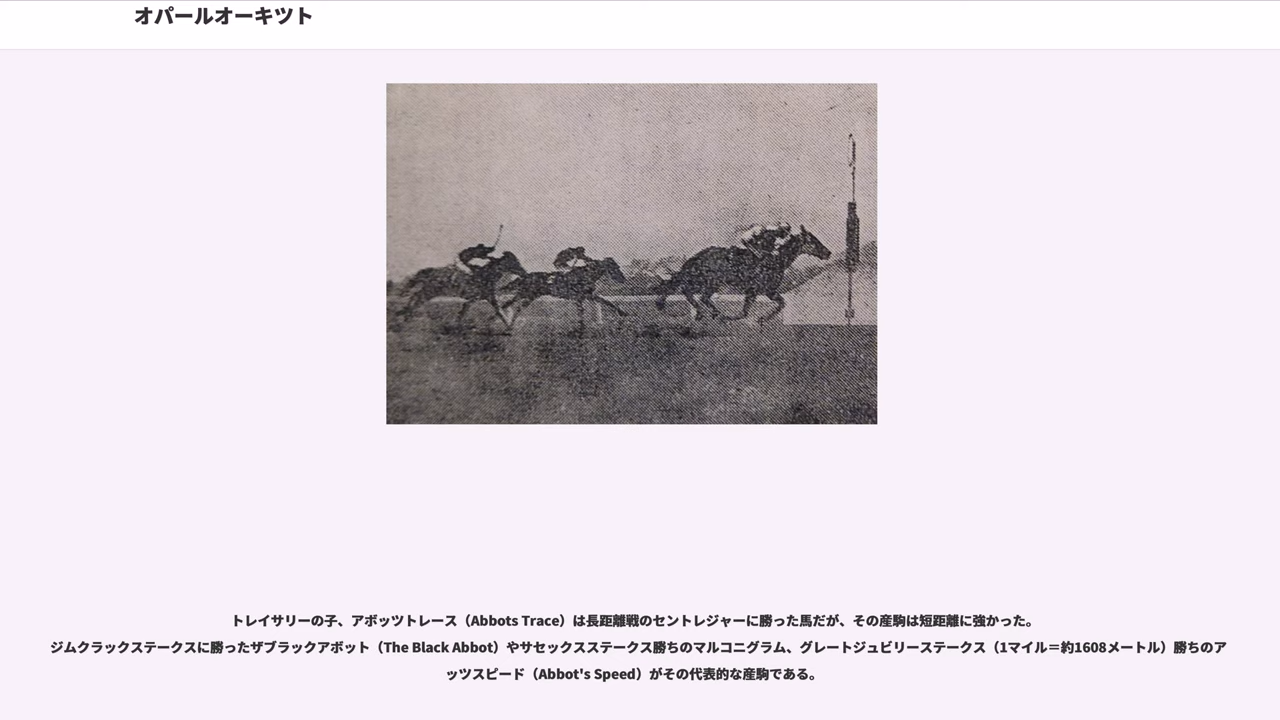 オパールオーキツト
トレイサリーの子、アボッツトレース（Abbots Trace）は長距離戦のセントレジャーに勝った馬だが、その産駒は短距離に強かった。
ジムクラックステークスに勝ったザブラックアボット（The Black Abbot）やサセックスステークス勝ちのマルコニグラム、グレートジュビリーステークス（1マイル＝約1608メートル）勝ちのア
ッツスピード（Abbot's Speed）がその代表的な産駒である。